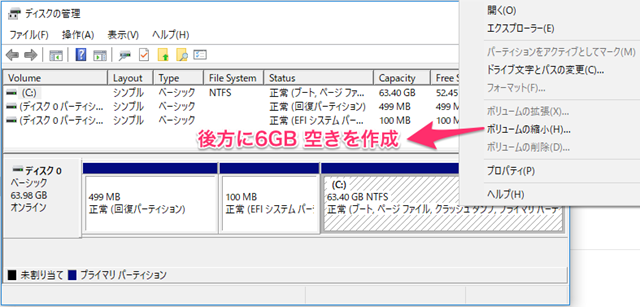 ディスクの管理
ファイル(F) 操作(A) 表示(V) ヘルプ(H)
Volume Layout Type File System Status Capacity Free S
(C:) シンプル ベーシック NTFS 正常 (ブート, ページ ファ... 63.40 GB 52.45
(ディスク 0 パーティシ... シンプル ベーシック 正常 (回復パーティション) 499 MB 499 MB
(ディスク 0 パーティシ... シンプル ベーシック 正常 (EFI システム パー... 100 MB 100 MB
後方に6GB 空きを作成
ディスク 0
ベーシック
63.98 GB
オンライン
499 MB
正常 (回復パーティション)
100 MB
正常 (EFI システム パー
(C:)
63.40 GB NTFS
正常 (ブート, ページ ファイル, クラッシュ ダンプ, プライマリ パーテ
未割り当て プライマリ パーティション
開く(O)
エクスプローラー(E)
パーティションをアクティブとしてマーク(M)
ドライブ文字とパスの変更(C)...
フォーマット(F)...
ボリュームの拡張(X)...
ボリュームの縮小(H)...
ボリュームの削除(D)...
プロパティ(P)
ヘルプ(H)